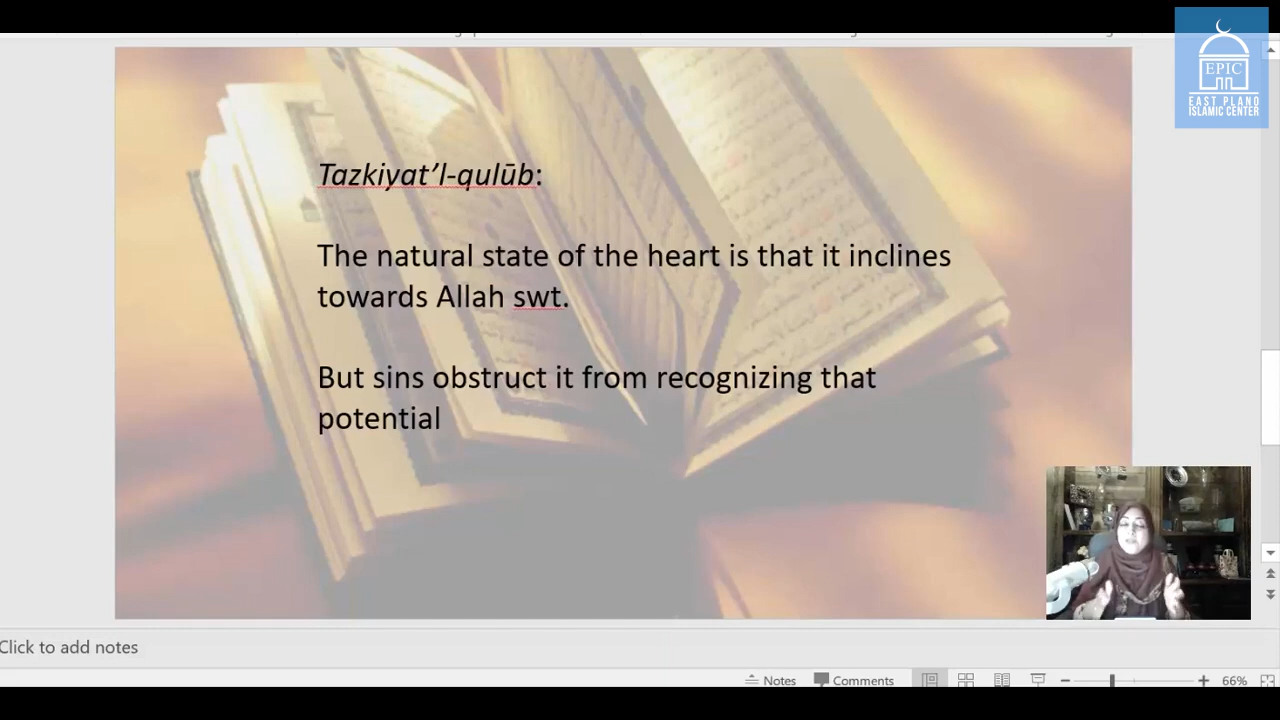 EPIC
EAST PLANO
ISLAMIC CENTER
Tazkiyat’l-qulūb:
The natural state of the heart is that it inclines
towards Allah swt.
But sins obstruct it from recognizing that
potential
Click to add notes
Notes
Comments
66%